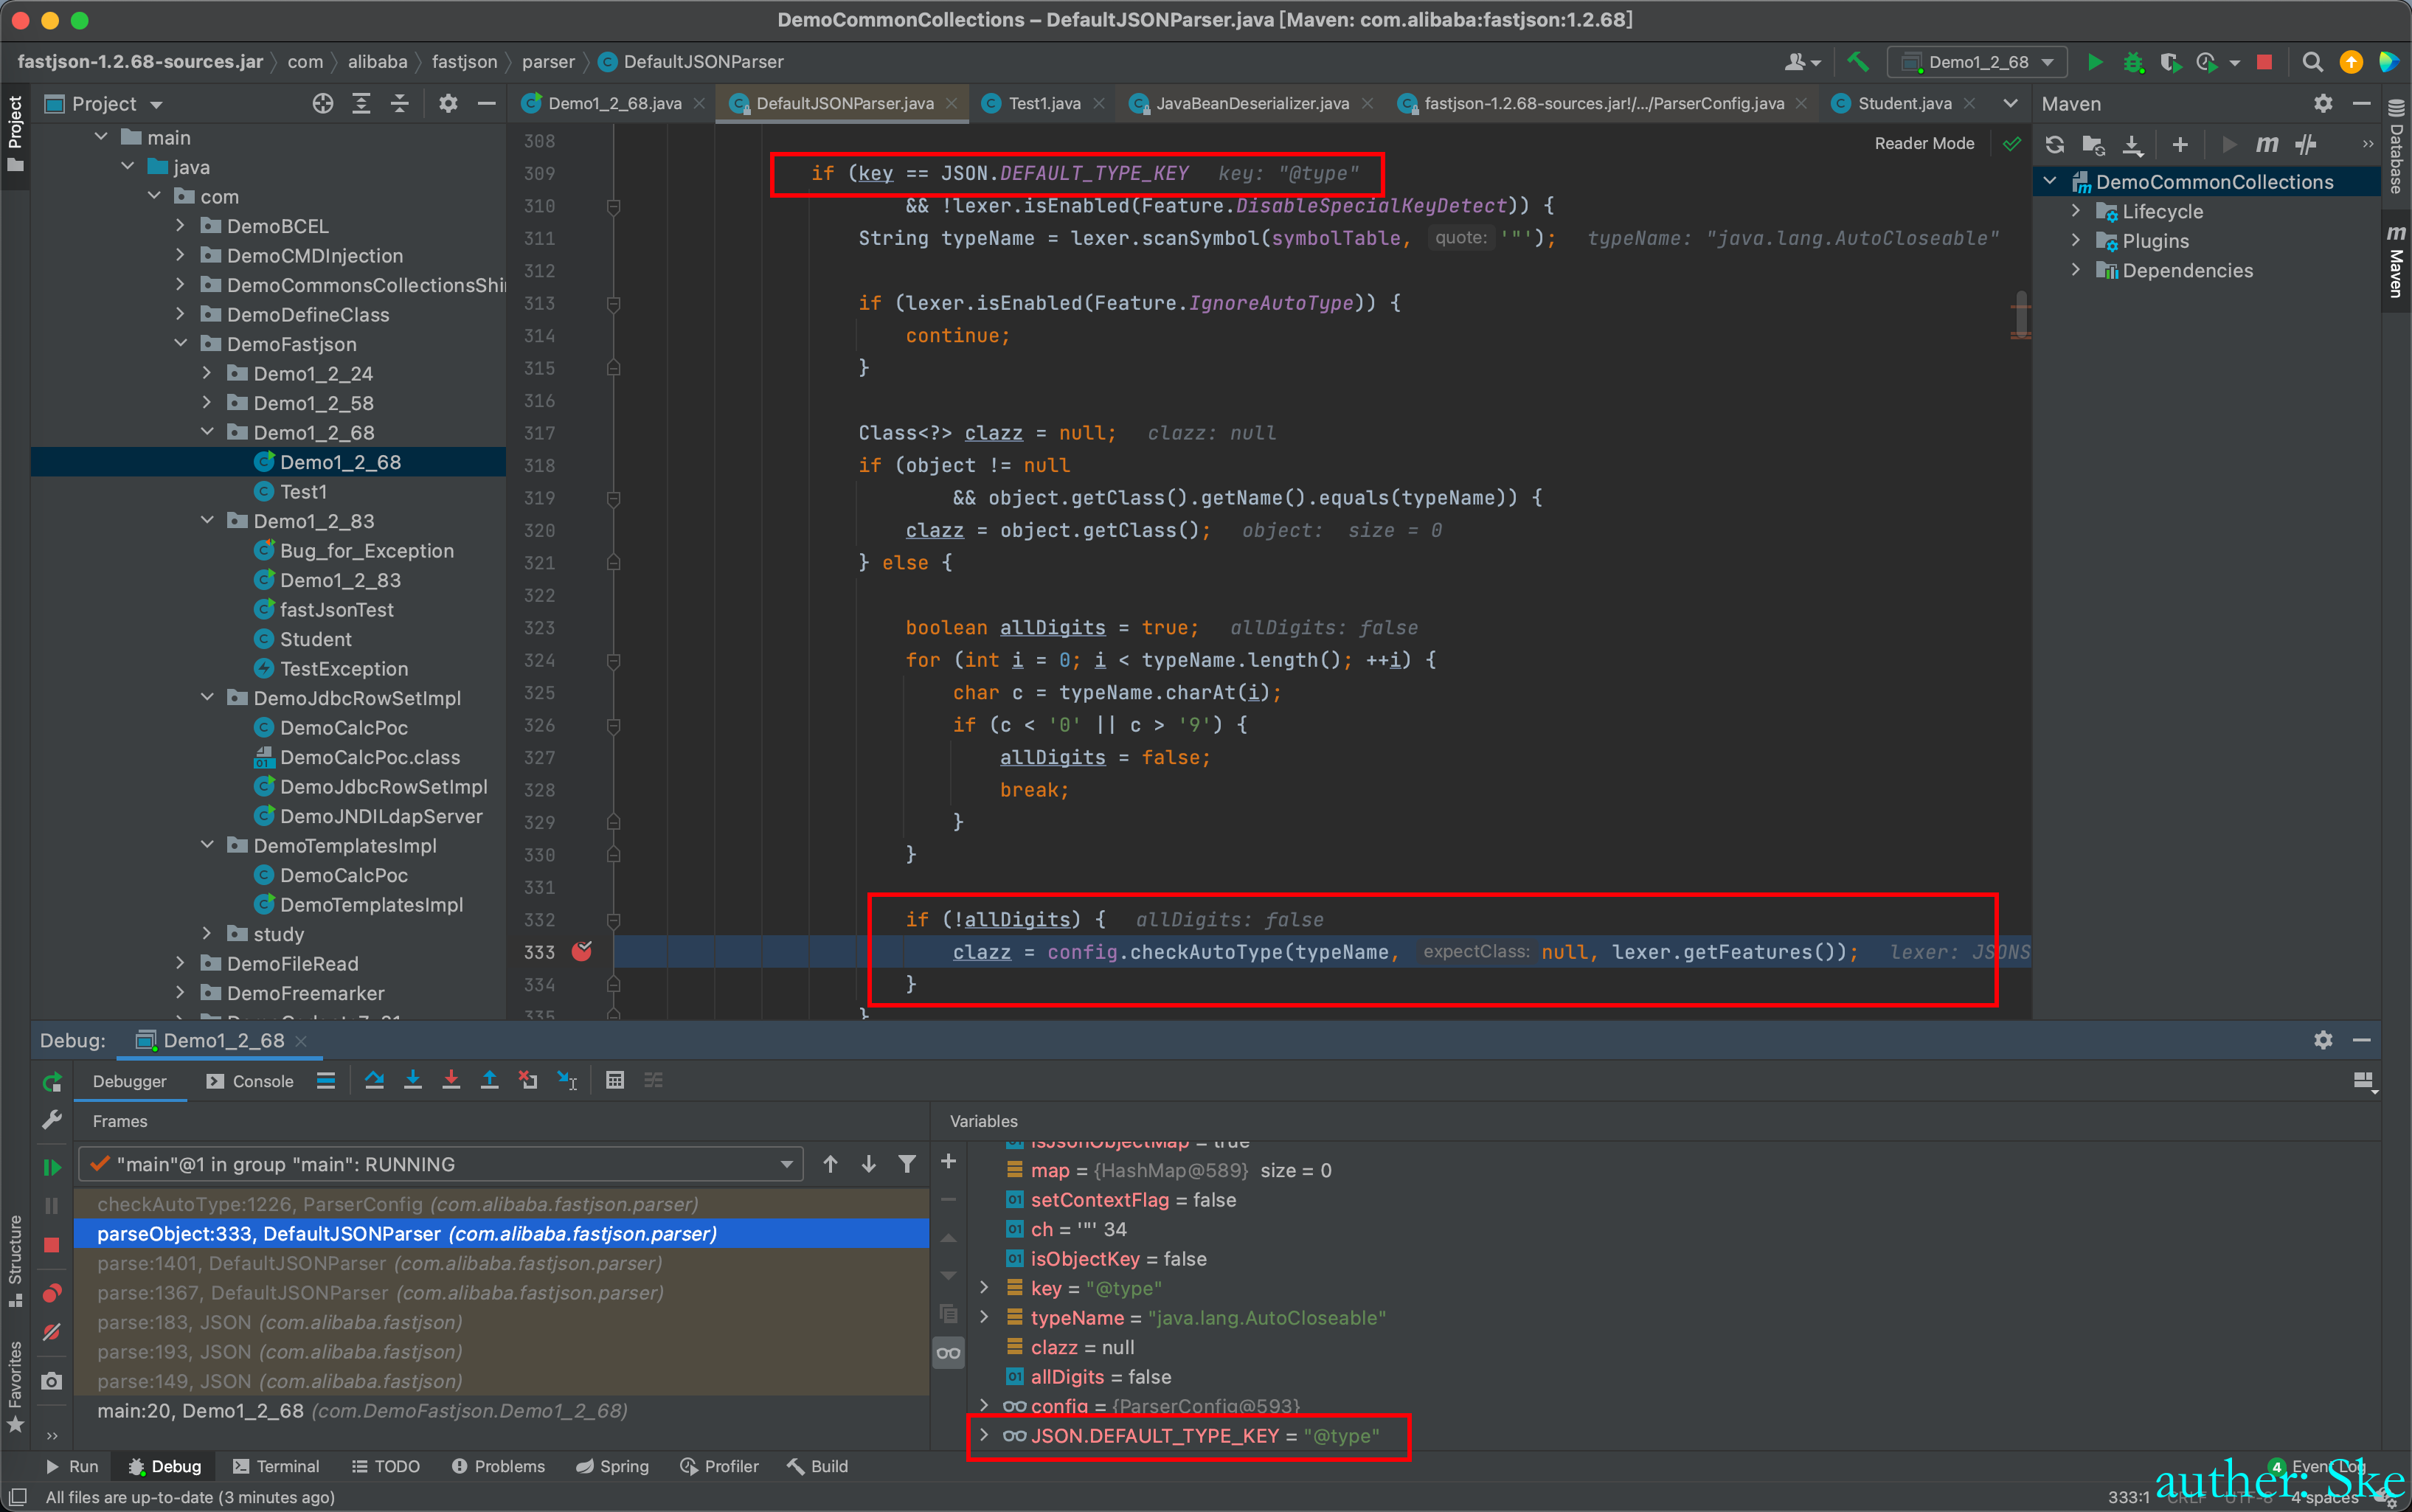 DemoCommonCollections – DefaultJSONParser.java [Maven: com.alibaba:fastjson:1.2.68]
fastjson-1.2.68-sources.jar com alibaba fastjson parser DefaultJSONParser
Demo1_2_68
Project
Demo1_2_68.java DefaultJSONParser.java Test1.java JavaBeanDeserializer.java fastjson-1.2.68-sources.jar!/.../ParserConfig.java Student.java
Maven
Project
Structure
Favorites
Database
Maven
main
java
com
DemoBCEL
DemoCMDInjection
DemoCommonsCollectionsShir
DemoDefineClass
DemoFastjson
Demo1_2_24
Demo1_2_58
Demo1_2_68
Demo1_2_68
Test1
Demo1_2_83
Bug_for_Exception
Demo1_2_83
fastJsonTest
Student
TestException
DemoJdbcRowSetImpl
DemoCalcPoc
DemoCalcPoc.class
DemoJdbcRowSetImpl
DemoJNDILdapServer
DemoTemplatesImpl
DemoCalcPoc
DemoTemplatesImpl
study
DemoFileRead
DemoFreemarker
Reader Mode
308
309 if (key == JSON.DEFAULT_TYPE_KEY key: "@type"
310 && !lexer.isEnabled(Feature.DisableSpecialKeyDetect)) {
311 String typeName = lexer.scanSymbol(symbolTable, quote: '"'); typeName: "java.lang.AutoCloseable"
312
313 if (lexer.isEnabled(Feature.IgnoreAutoType)) {
314 continue;
315 }
316
317 Class<?> clazz = null; clazz: null
318 if (object != null
319 && object.getClass().getName().equals(typeName)) {
320 clazz = object.getClass(); object: size = 0
321 } else {
322
323 boolean allDigits = true; allDigits: false
324 for (int i = 0; i < typeName.length(); ++i) {
325 char c = typeName.charAt(i);
326 if (c < '0' || c > '9') {
327 allDigits = false;
328 break;
329 }
330 }
331
332 if (!allDigits) { allDigits: false
333 clazz = config.checkAutoType(typeName, expectClass: null, lexer.getFeatures()); lexer: JSONS
334 }
335 }
DemoCommonCollections
Lifecycle
Plugins
Dependencies
Debug: Demo1_2_68
Debugger Console
Frames
"main"@1 in group "main": RUNNING
checkAutoType:1226, ParserConfig (com.alibaba.fastjson.parser)
parseObject:333, DefaultJSONParser (com.alibaba.fastjson.parser)
parse:1401, DefaultJSONParser (com.alibaba.fastjson.parser)
parse:1367, DefaultJSONParser (com.alibaba.fastjson.parser)
parse:183, JSON (com.alibaba.fastjson)
parse:193, JSON (com.alibaba.fastjson)
parse:149, JSON (com.alibaba.fastjson)
main:20, Demo1_2_68 (com.DemoFastjson.Demo1_2_68)
Variables
isJsonObjectMap = true
map = {HashMap@589} size = 0
setContextFlag = false
ch = '"' 34
isObjectKey = false
key = "@type"
typeName = "java.lang.AutoCloseable"
clazz = null
allDigits = false
config = {ParserConfig@593}
JSON.DEFAULT_TYPE_KEY = "@type"
Run Debug Terminal TODO Problems Spring Profiler Build
4 Event Log
All files are up-to-date (3 minutes ago)
333:1 CRLF UTF-8 4 spaces
auther: Ske